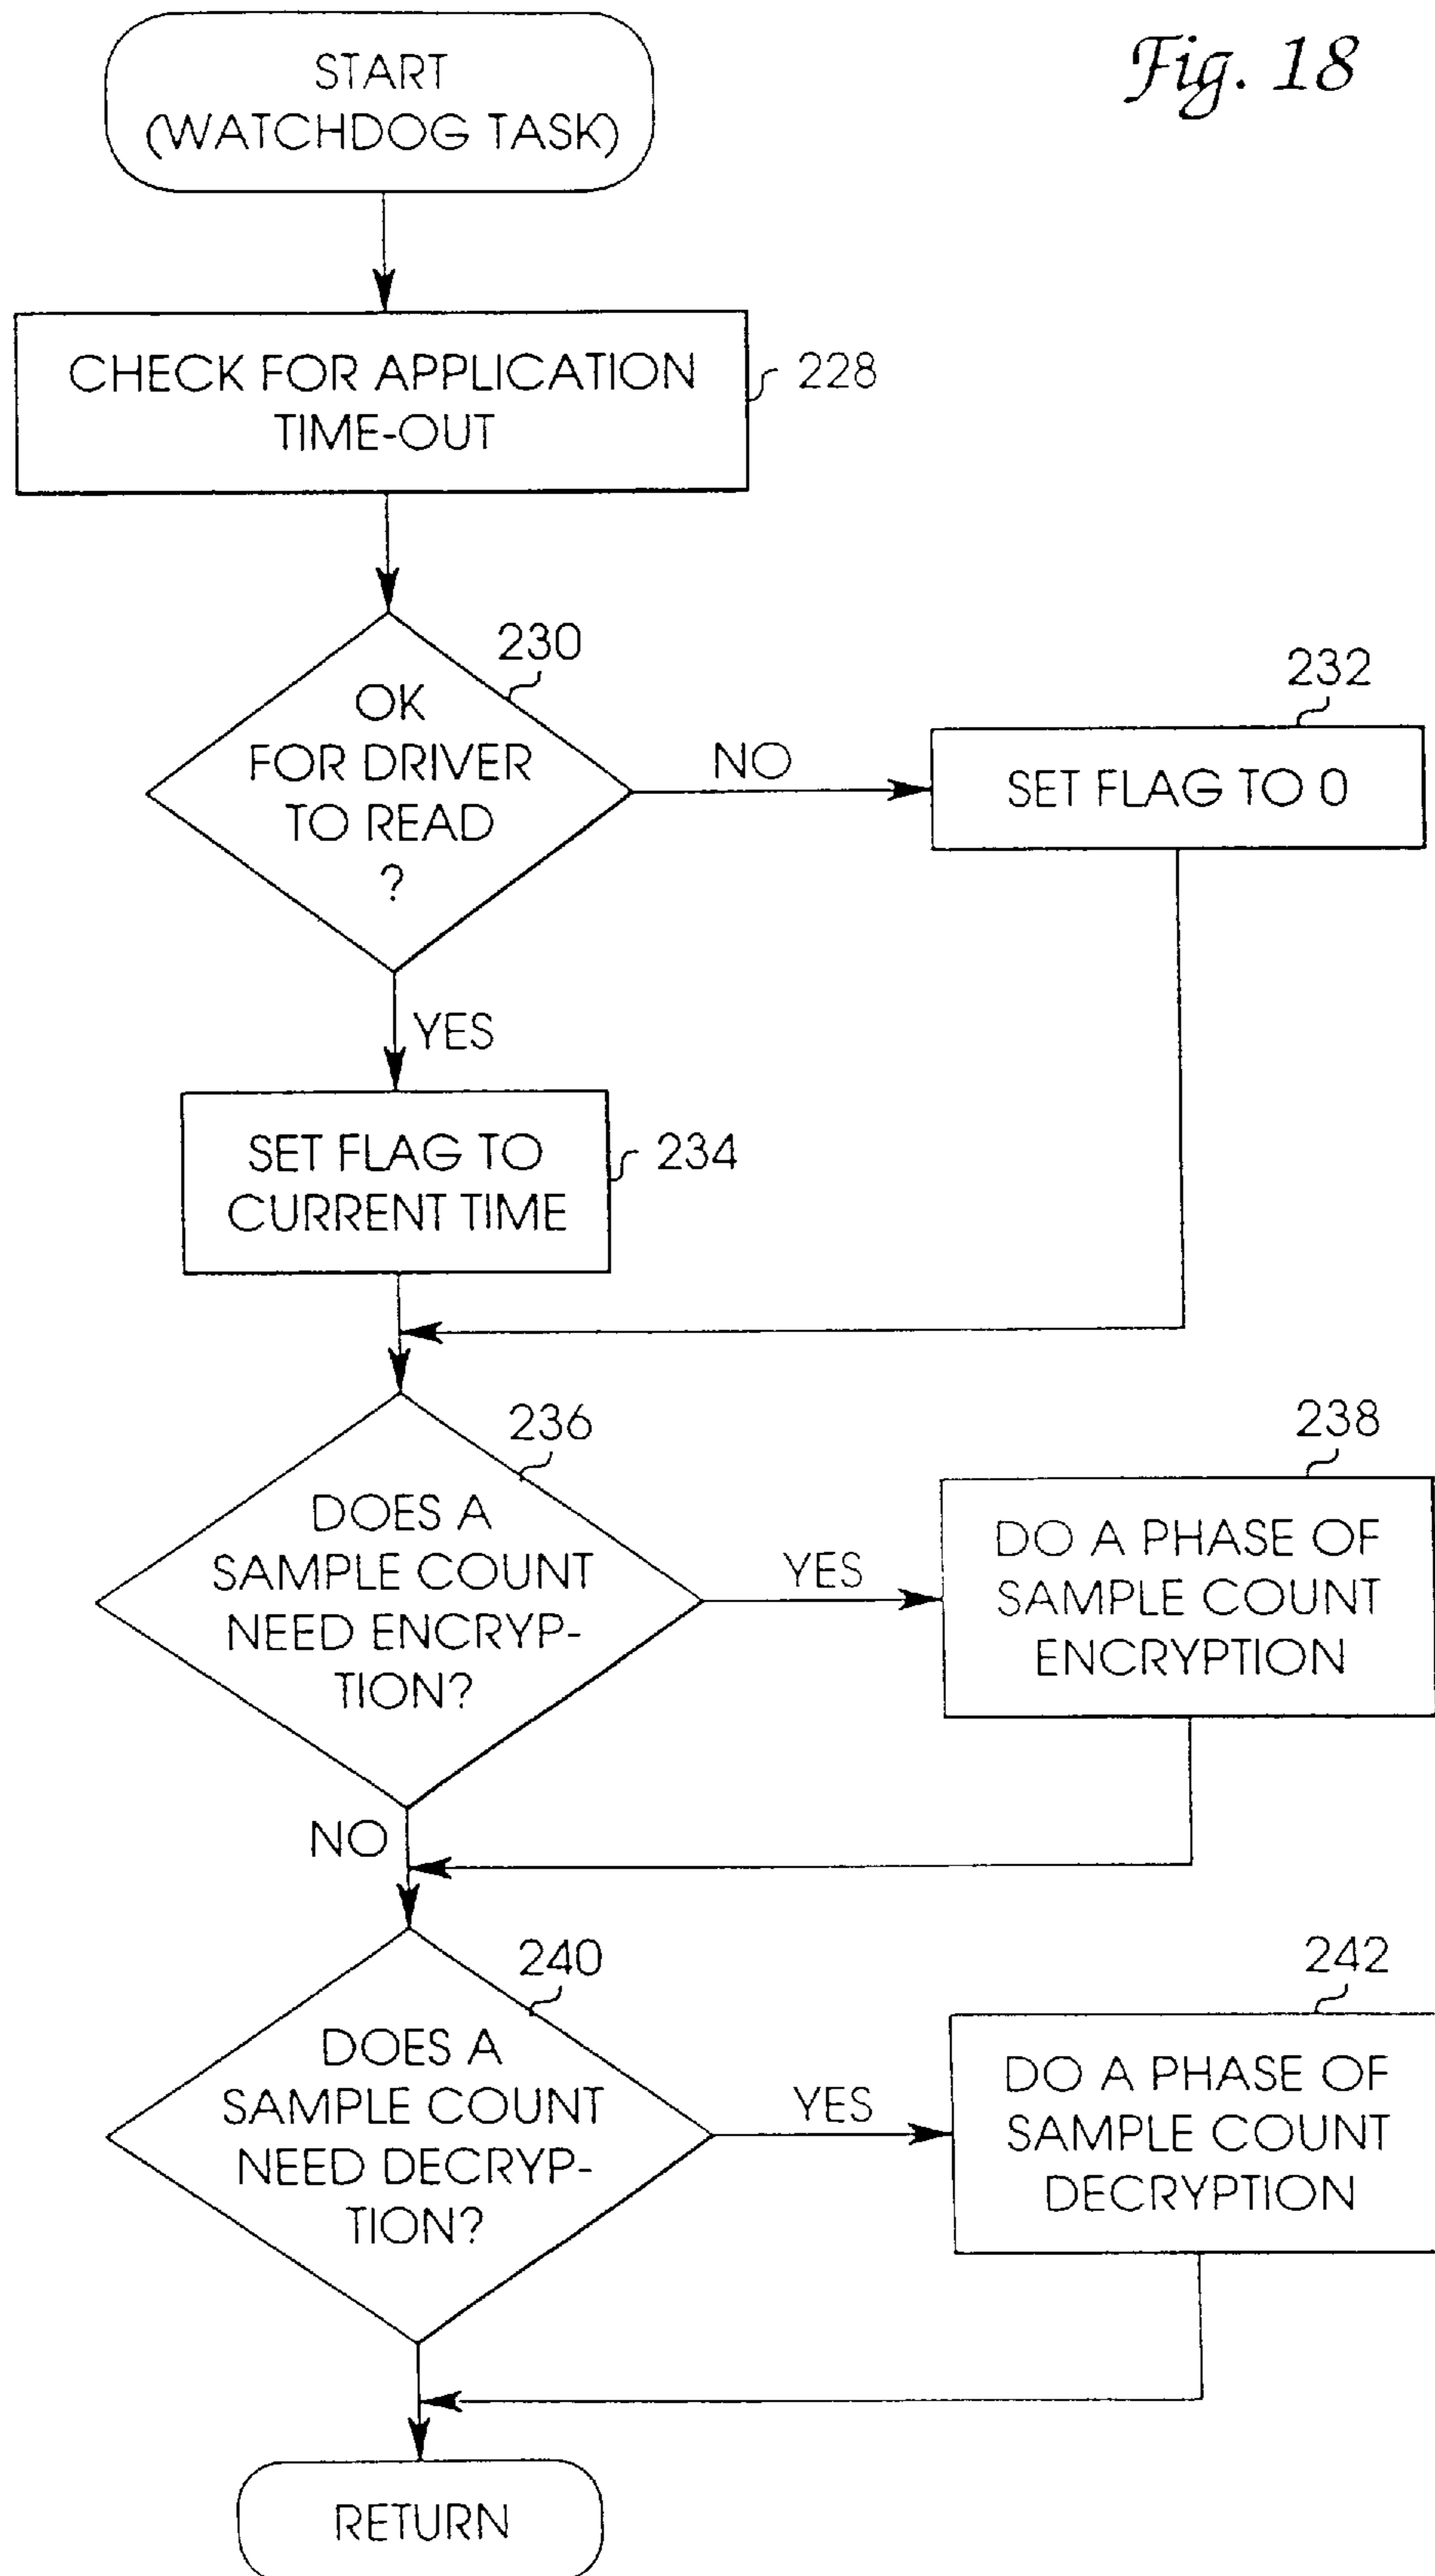 Fig. 18
START
(WATCHDOG TASK)
CHECK FOR APPLICATION
TIME-OUT
228
230
OK
FOR DRIVER
TO READ
?
NO
232
SET FLAG TO 0
YES
SET FLAG TO
CURRENT TIME
234
236
DOES A
SAMPLE COUNT
NEED ENCRYP-
TION?
YES
238
DO A PHASE OF
SAMPLE COUNT
ENCRYPTION
NO
240
DOES A
SAMPLE COUNT
NEED DECRYP-
TION?
YES
242
DO A PHASE OF
SAMPLE COUNT
DECRYPTION
RETURN